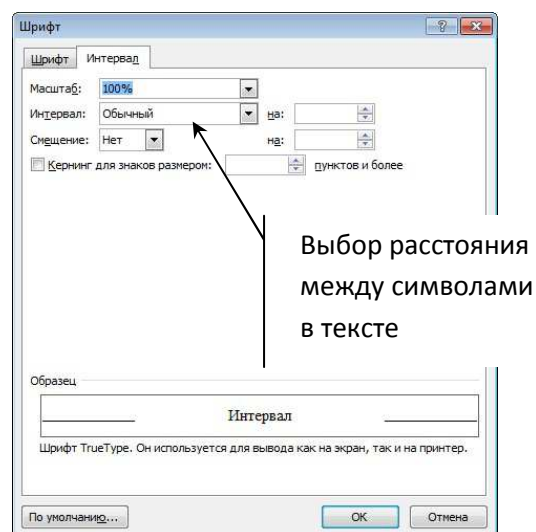 Шрифт
Шрифт Интервал
Масштаб: 100%
Интервал: Обычный на:
Смещение: Нет на:
Кернинг для знаков размером: пунктов и более
Выбор расстояния
между символами
в тексте
Образец
Интервал
Шрифт TrueType. Он используется для вывода как на экран, так и на принтер.
По умолчанию... ОК Отмена